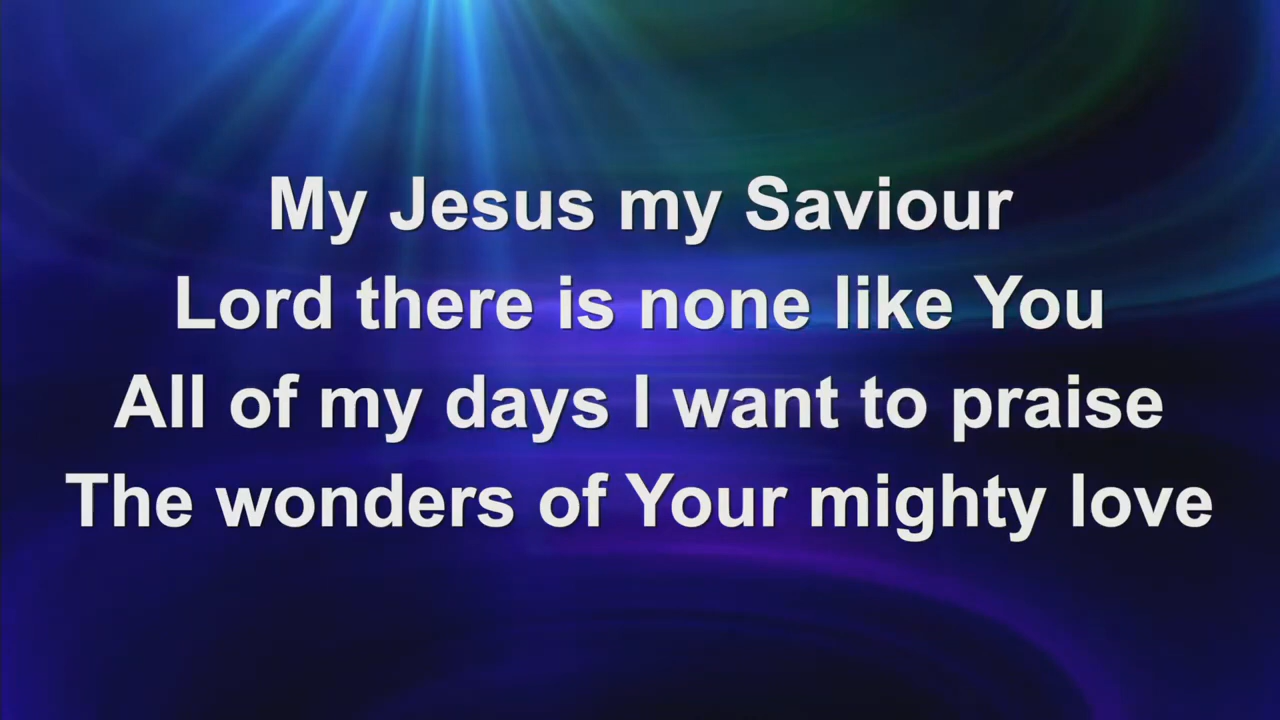 My Jesus my Saviour
Lord there is none like You
All of my days I want to praise
The wonders of Your mighty love